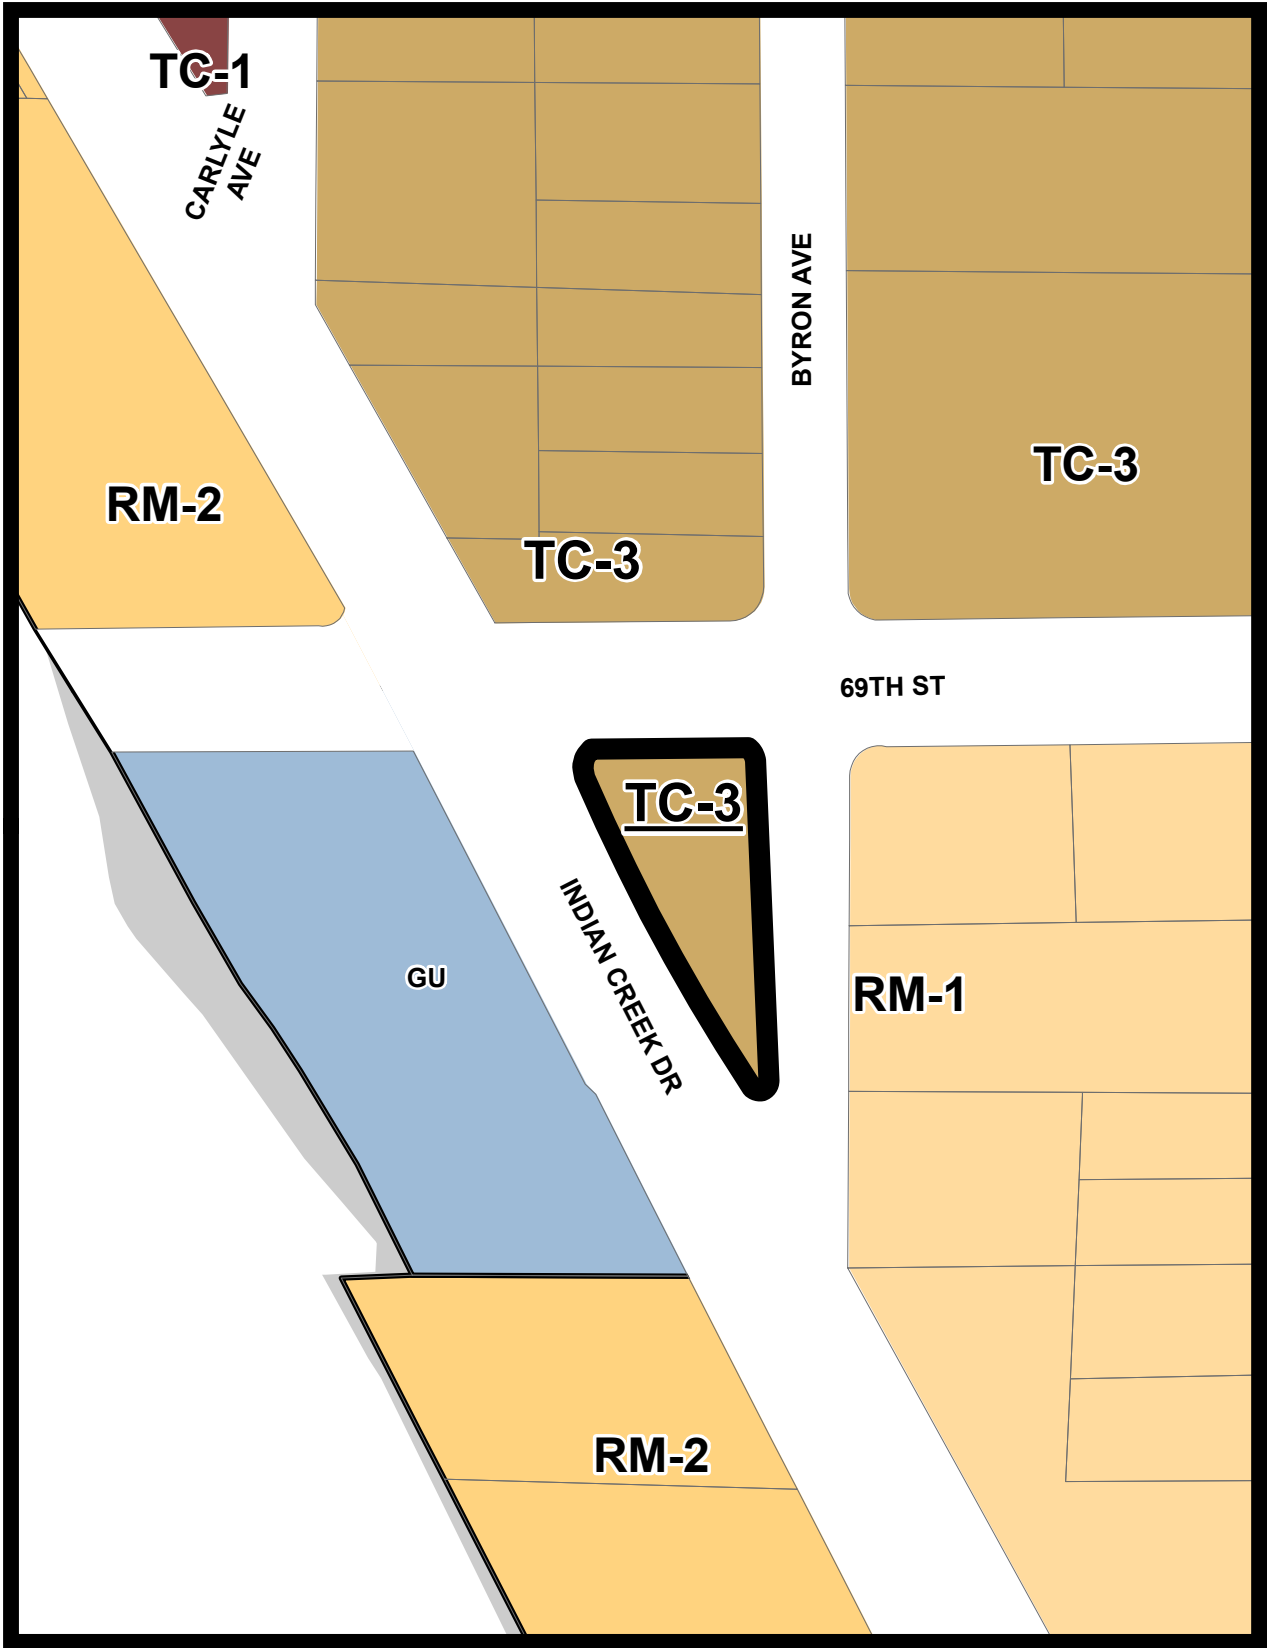 TC-1
CARLYLE
AVE
BYRON AVE
TC-3
RM-2
TC-3
69TH ST
TC-3
INDIAN CREEK DR
GU
RM-1
RM-2